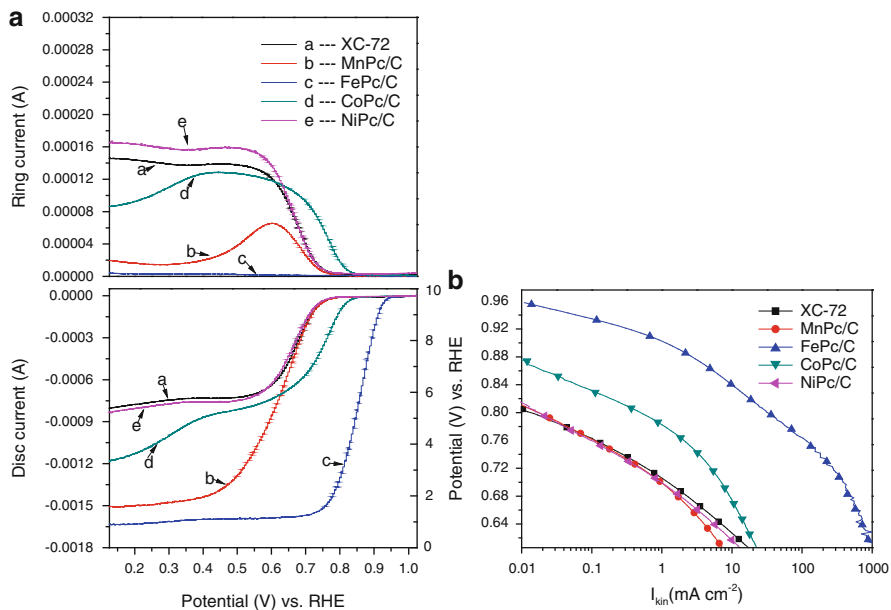 a
0.00032
0.00028
0.00024
0.00020
0.00016
0.00012
0.00008
0.00004
0.00000
Ring current (A)
a --- XC-72
b --- MnPc/C
c --- FePc/C
d --- CoPc/C
e --- NiPc/C
e
a
d
b
c
0.0000
-0.0003
-0.0006
-0.0009
-0.0012
-0.0015
-0.0018
Disc current (A)
a
e
d
b
c
10
8
6
4
2
0
0.2 0.3 0.4 0.5 0.6 0.7 0.8 0.9 1.0
Potential (V) vs. RHE
b
0.96
0.92
0.88
0.84
0.80
0.76
0.72
0.68
0.64
Potential (V) vs. RHE
XC-72
MnPc/C
FePc/C
CoPc/C
NiPc/C
0.01 0.1 1 10 100 1000
I_kin(mA cm⁻²)